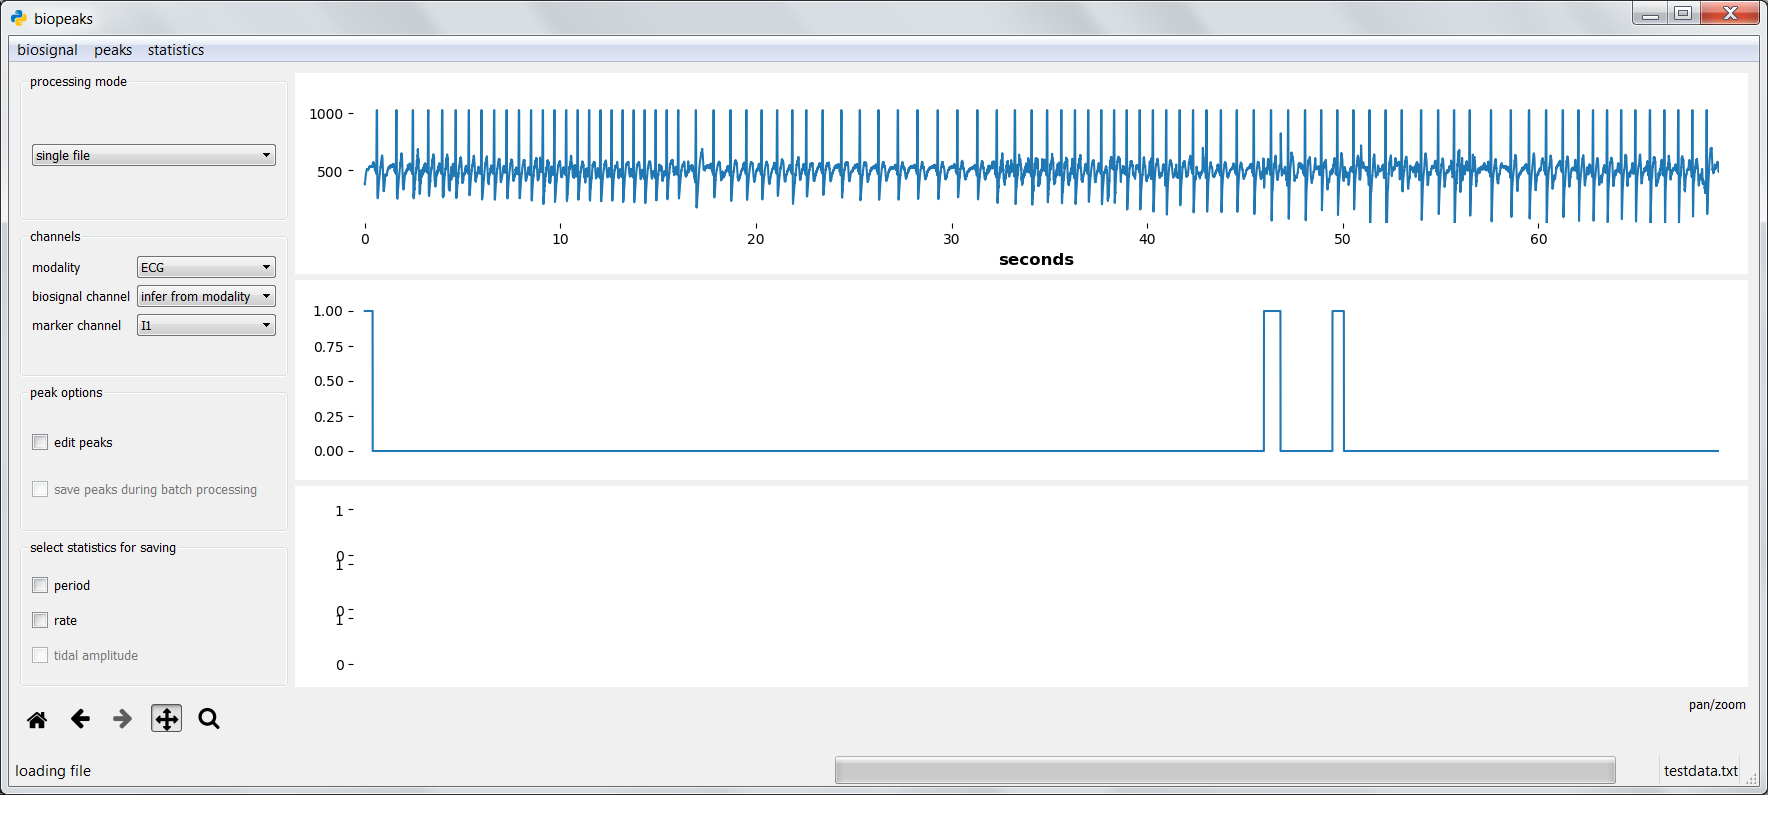 biopeaks
biosignal peaks statistics
processing mode
single file
channels
modality ECG
biosignal channel infer from modality
marker channel I1
peak options
edit peaks
save peaks during batch processing
select statistics for saving
period
rate
tidal amplitude
1000
500
0 10 20 30 40 50 60
seconds
1.00
0.75
0.50
0.25
0.00
1
0
1
0
1
0
pan/zoom
loading file
testdata.txt